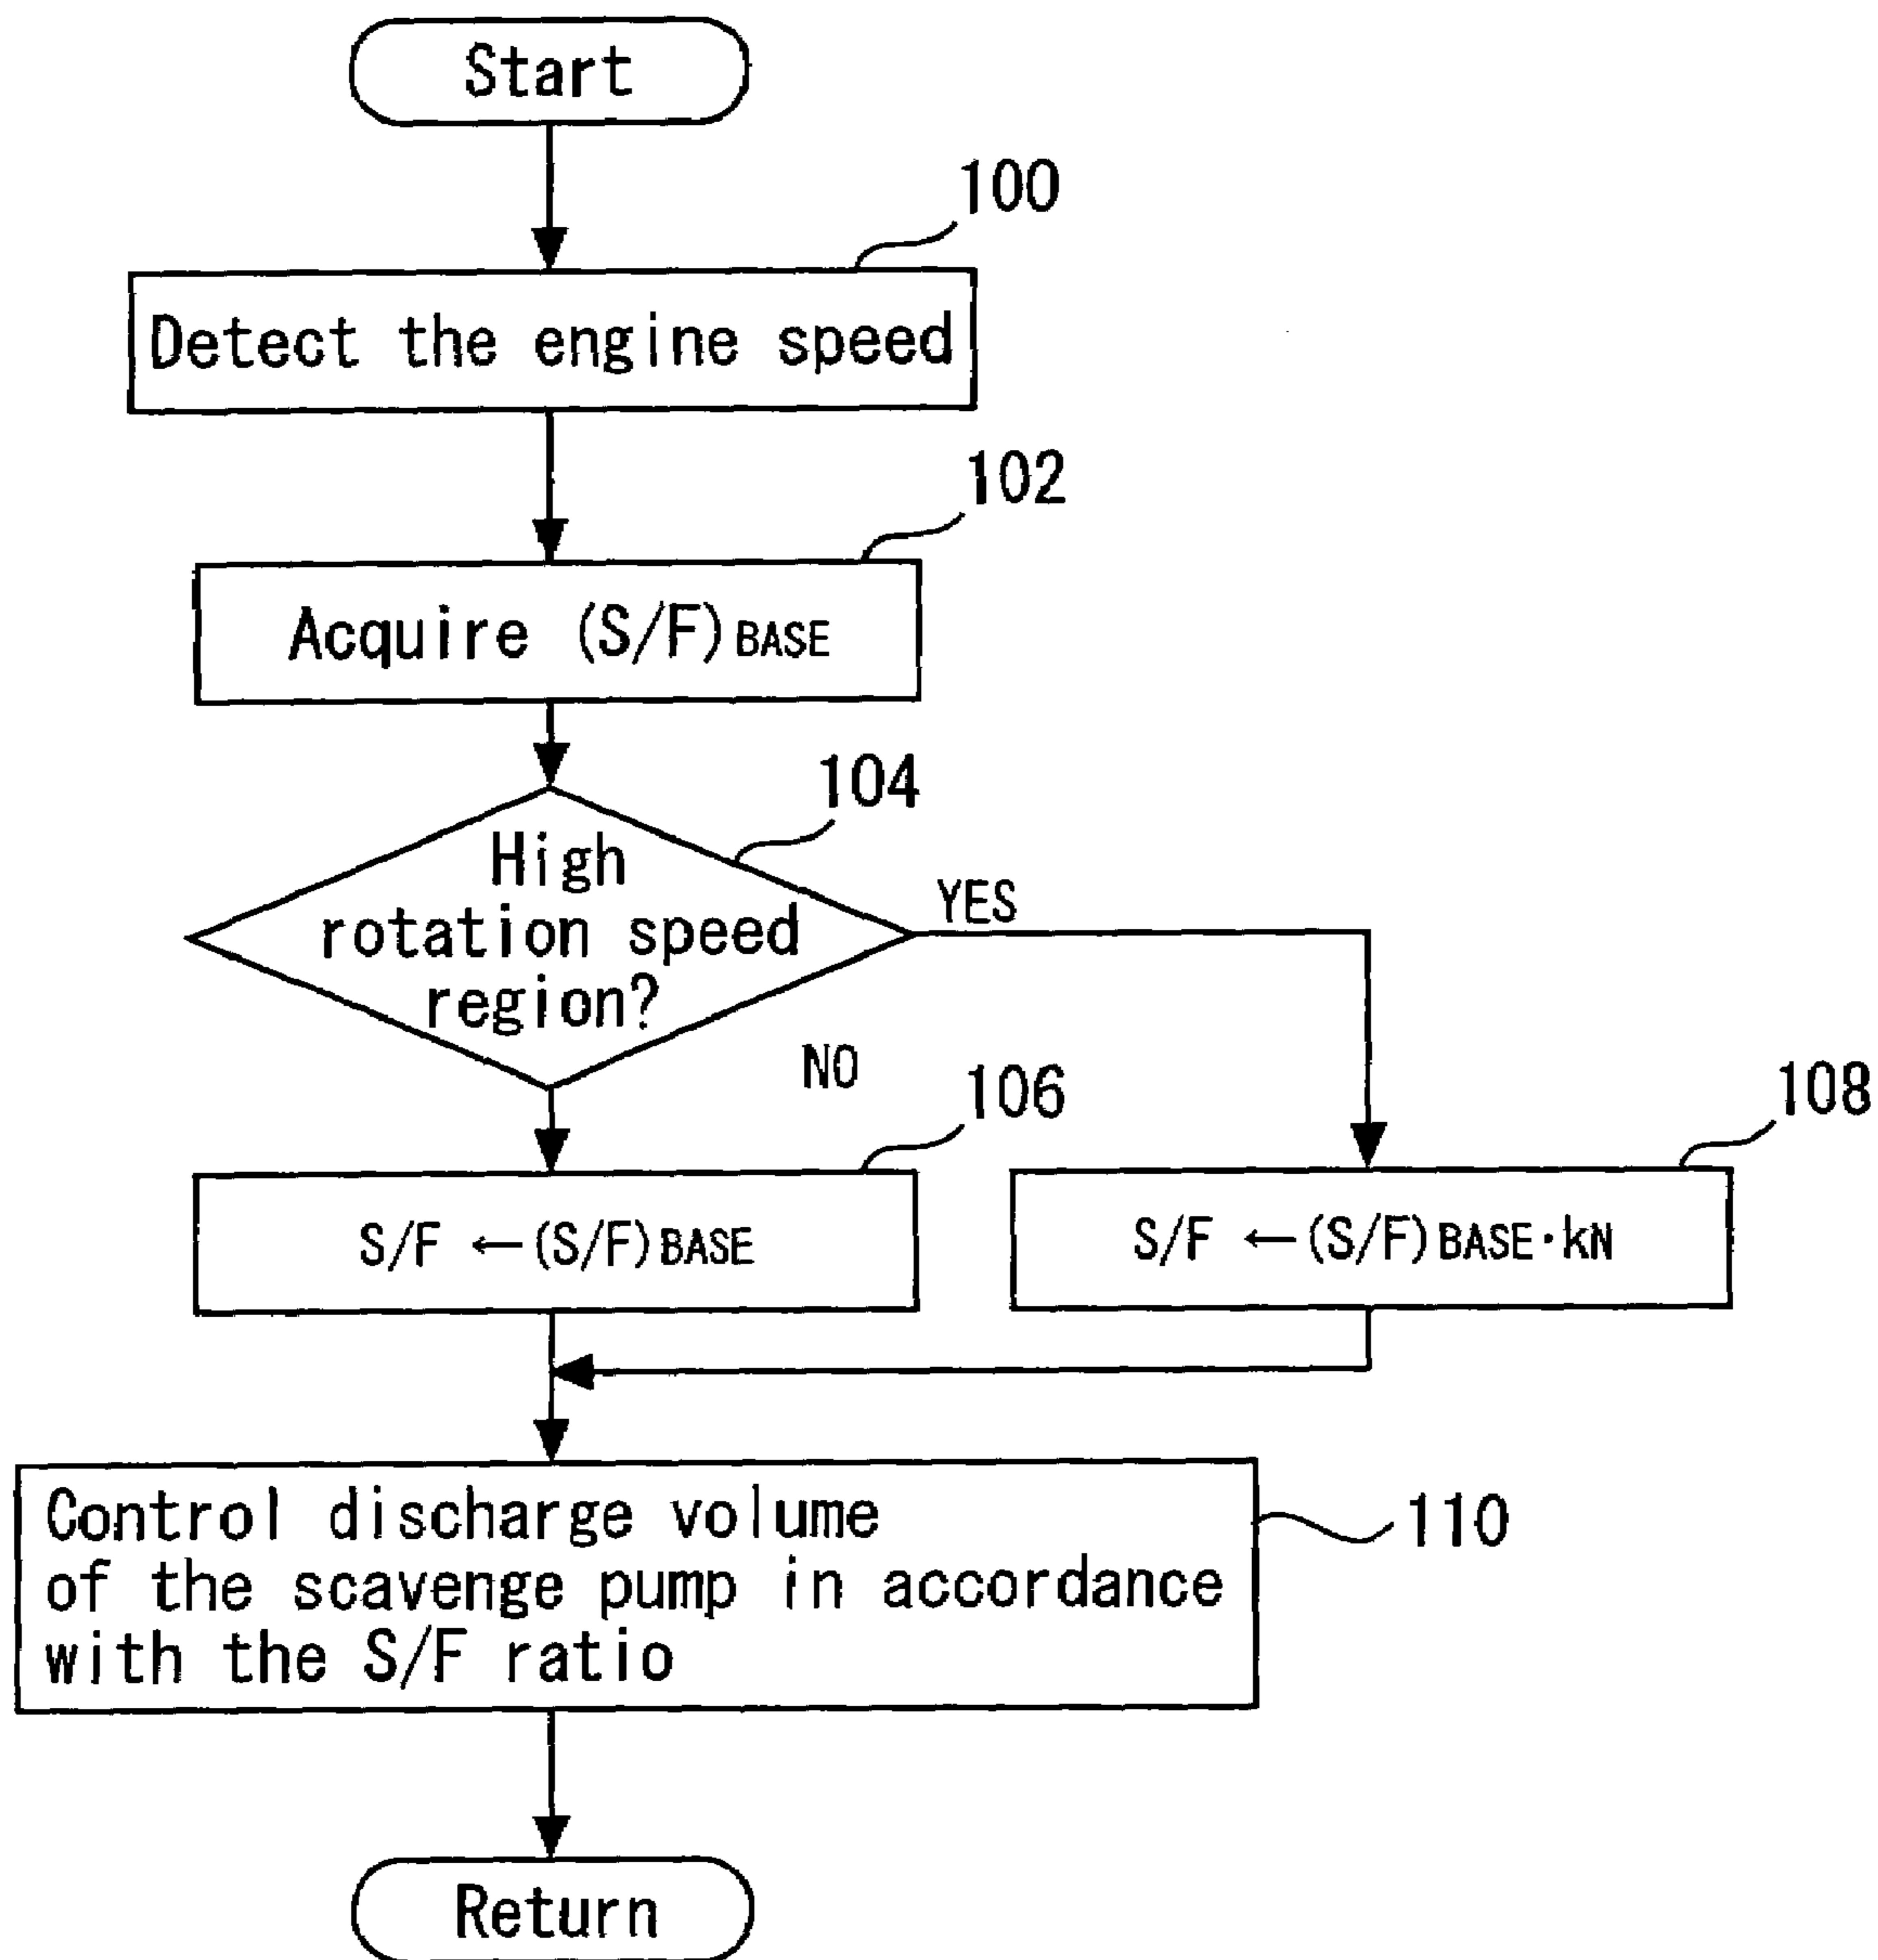 Start
100
Detect the engine speed
102
Acquire (S/F)BASE
104
High
rotation speed
region?
YES
NO
106
108
S/F ←(S/F)BASE
S/F ←(S/F)BASE·kN
Control discharge volume
of the scavenge pump in accordance
with the S/F ratio
110
Return